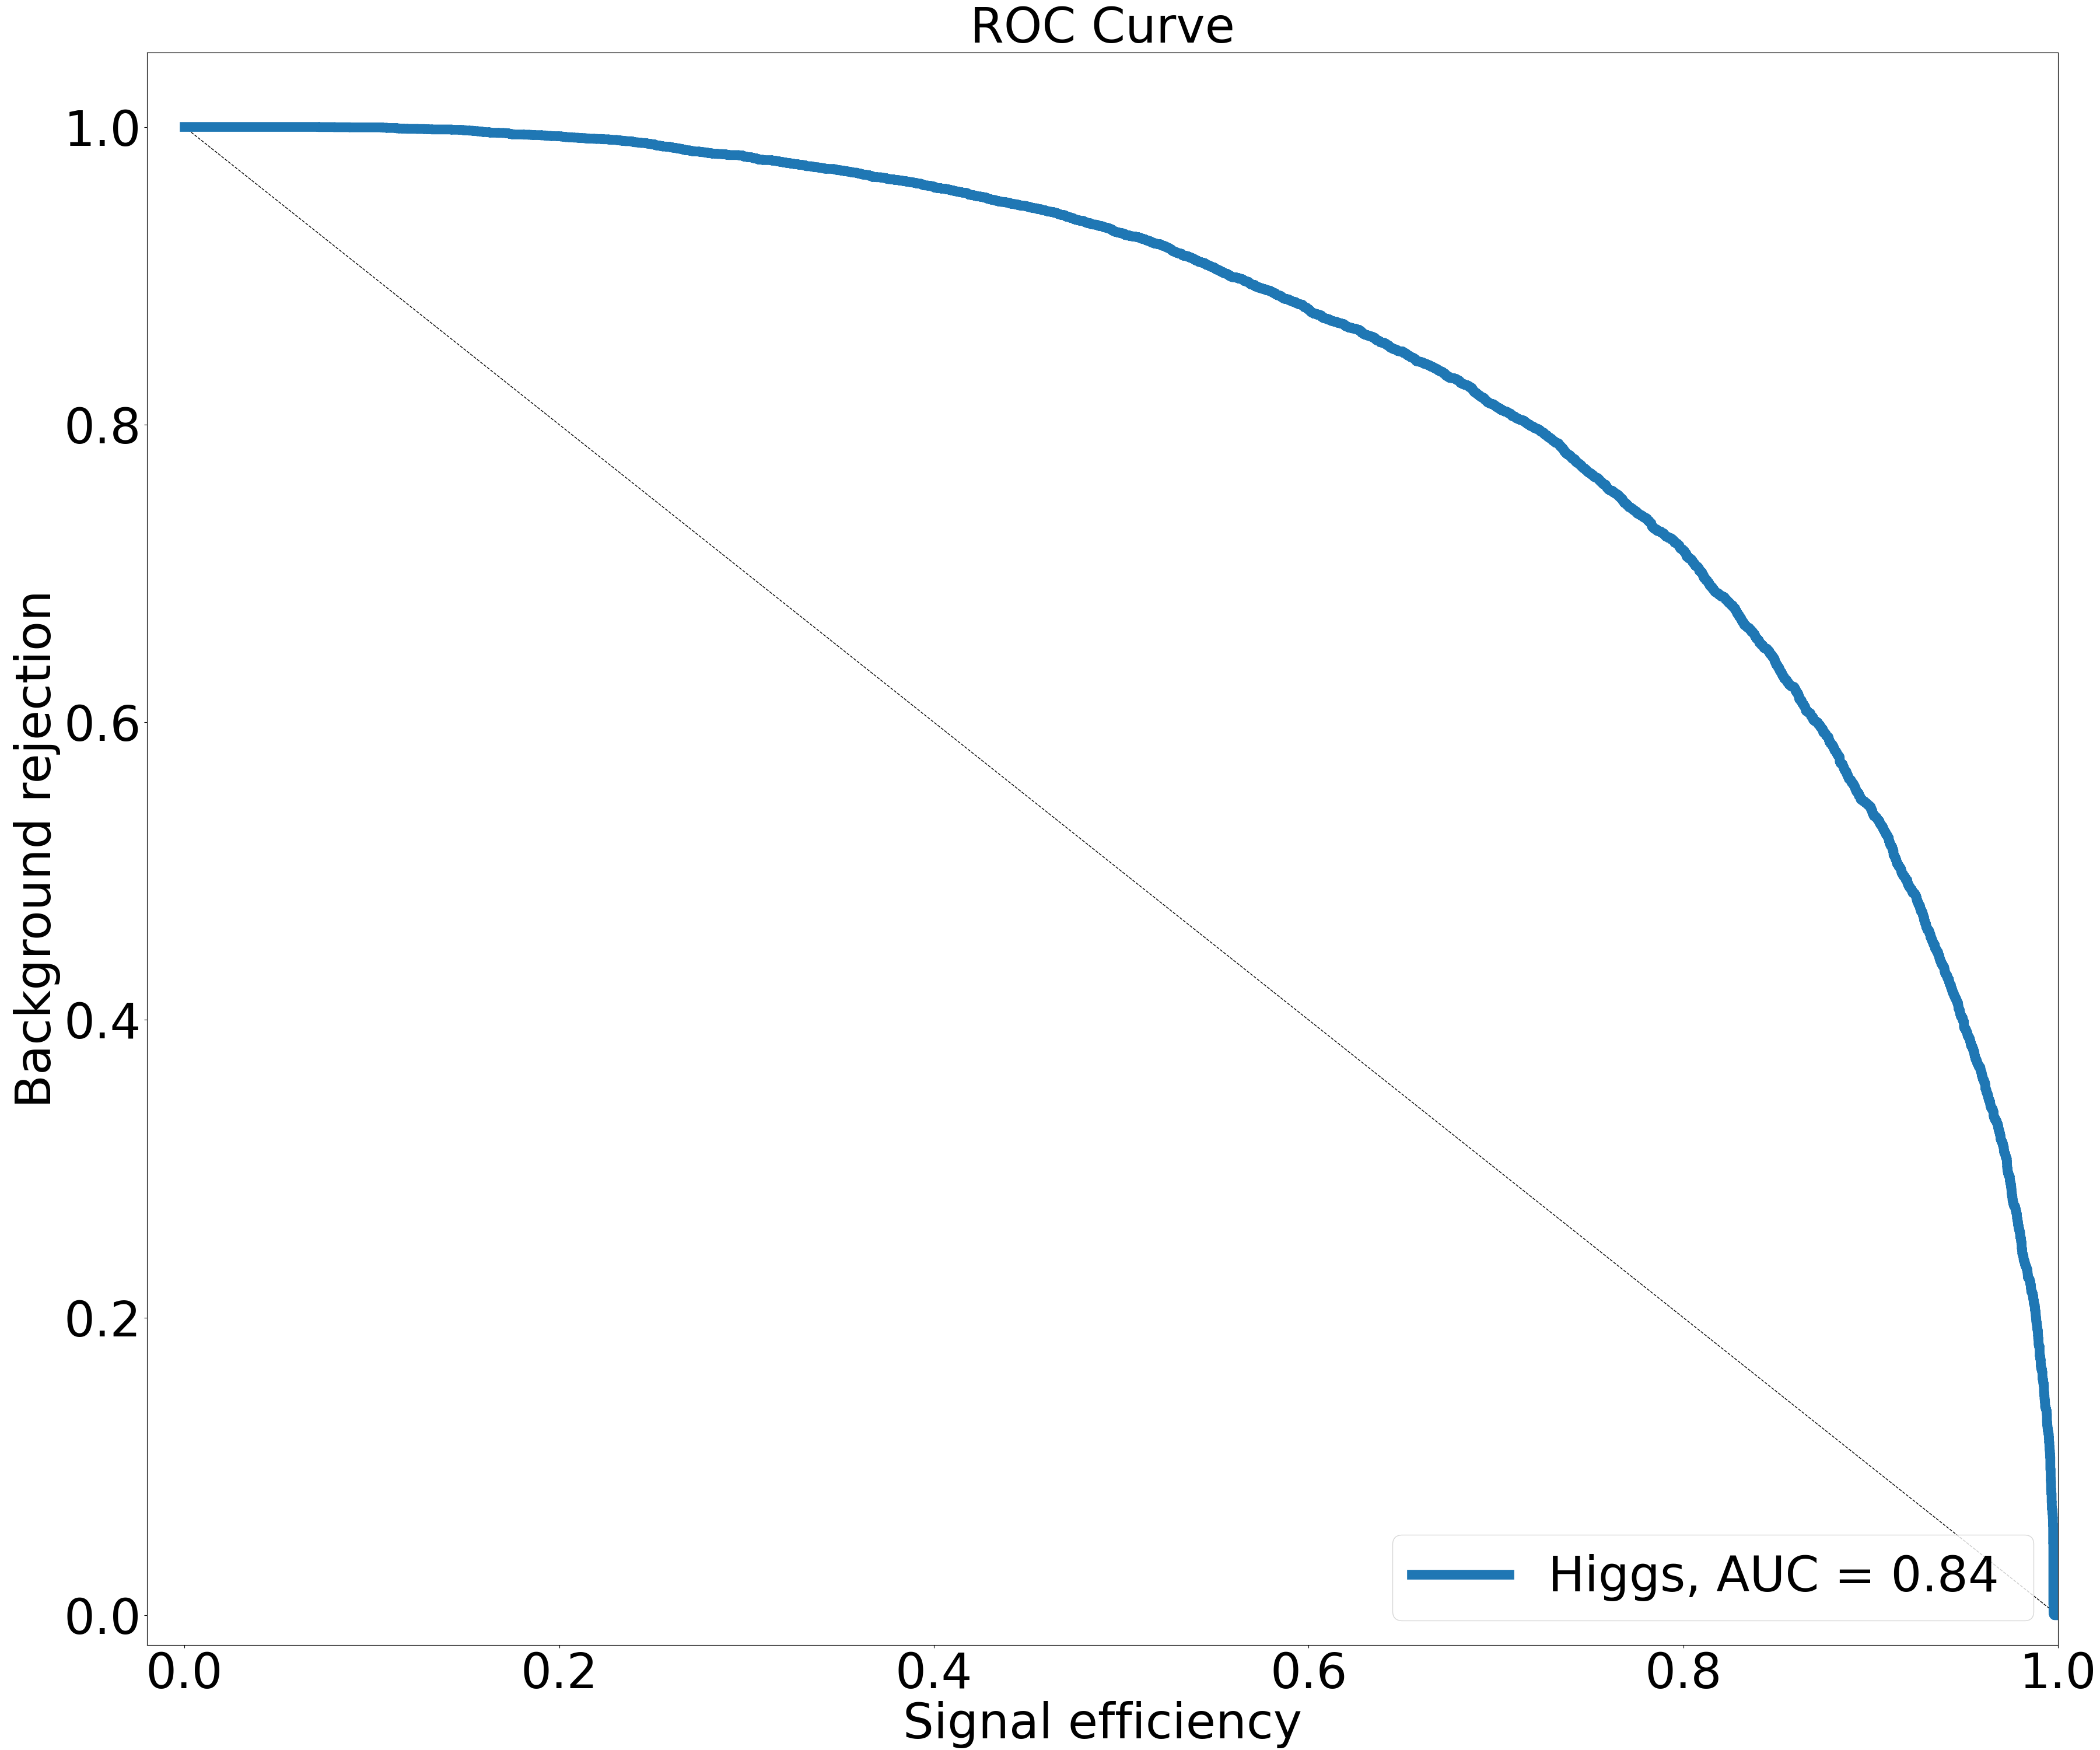 ROC Curve
1.0
0.8
0.6
0.4
0.2
0.0
Background rejection
Higgs, AUC = 0.84
0.0 0.2 0.4 0.6 0.8 1.0
Signal efficiency